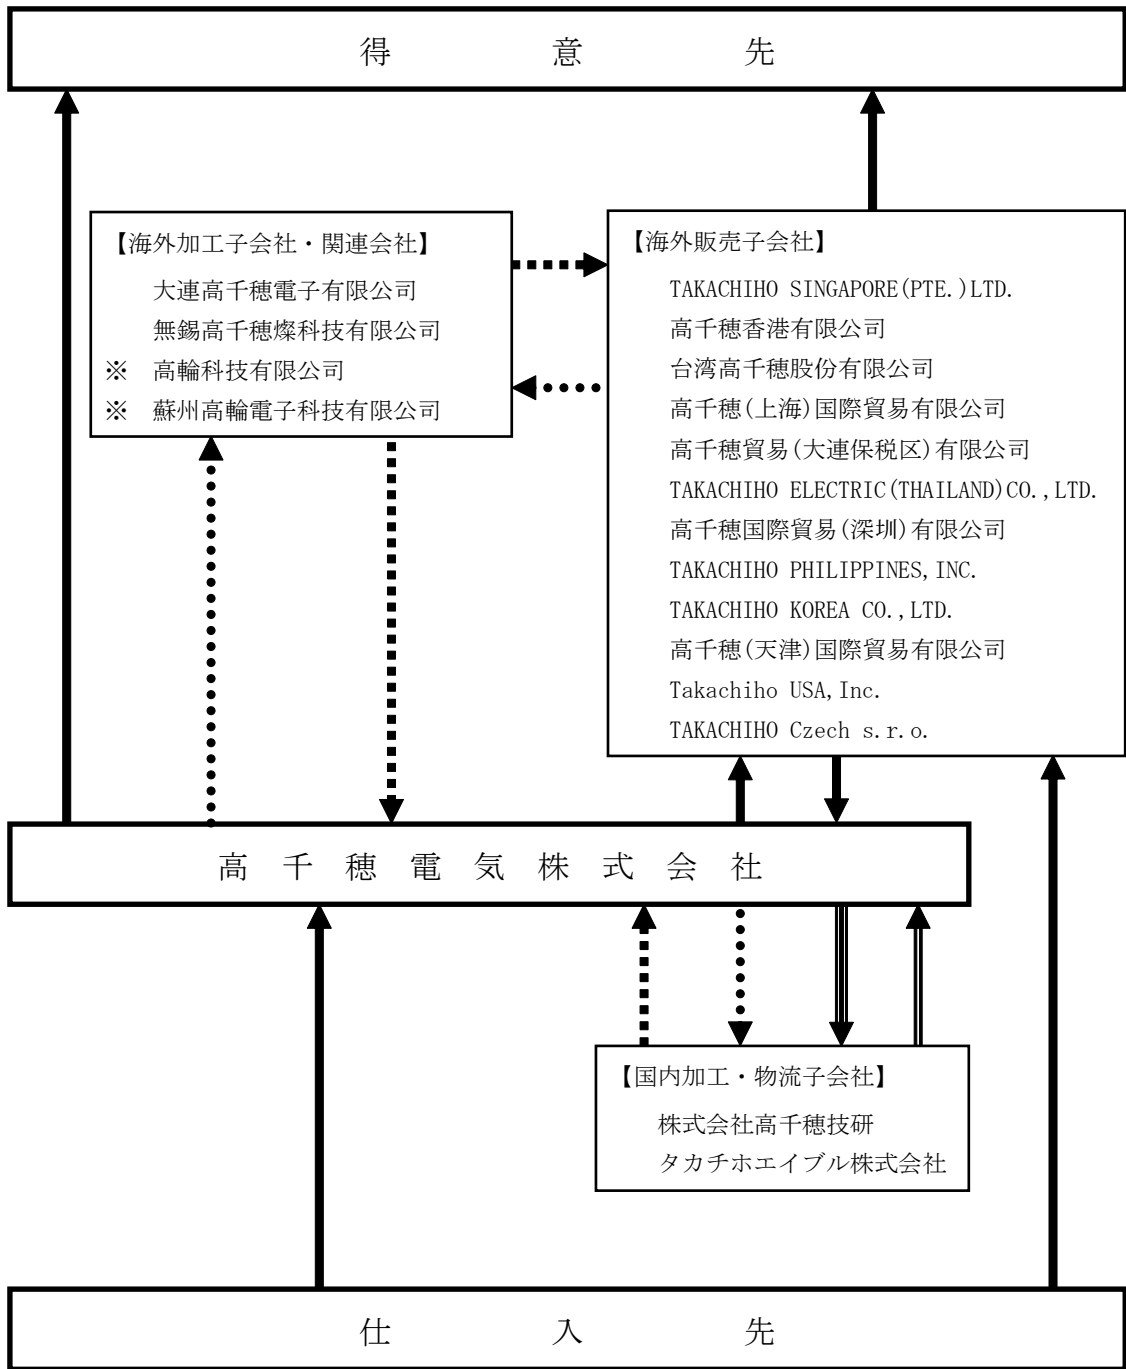 得意先
【海外加工子会社・関連会社】
大連高千穂電子有限公司
無錫高千穂燦科技有限公司
※ 高輪科技有限公司
※ 蘇州高輪電子科技有限公司
【海外販売子会社】
TAKACHIHO SINGAPORE(PTE.)LTD.
高千穂香港有限公司
台湾高千穂股份有限公司
高千穂(上海)国際貿易有限公司
高千穂貿易(大連保税区)有限公司
TAKACHIHO ELECTRIC(THAILAND)CO.,LTD.
高千穂国際貿易(深圳)有限公司
TAKACHIHO PHILIPPINES,INC.
TAKACHIHO KOREA CO.,LTD.
高千穂(天津)国際貿易有限公司
Takachiho USA,Inc.
TAKACHIHO Czech s.r.o.
高千穂電気株式会社
【国内加工・物流子会社】
株式会社高千穂技研
タカチホエイブル株式会社
仕入先